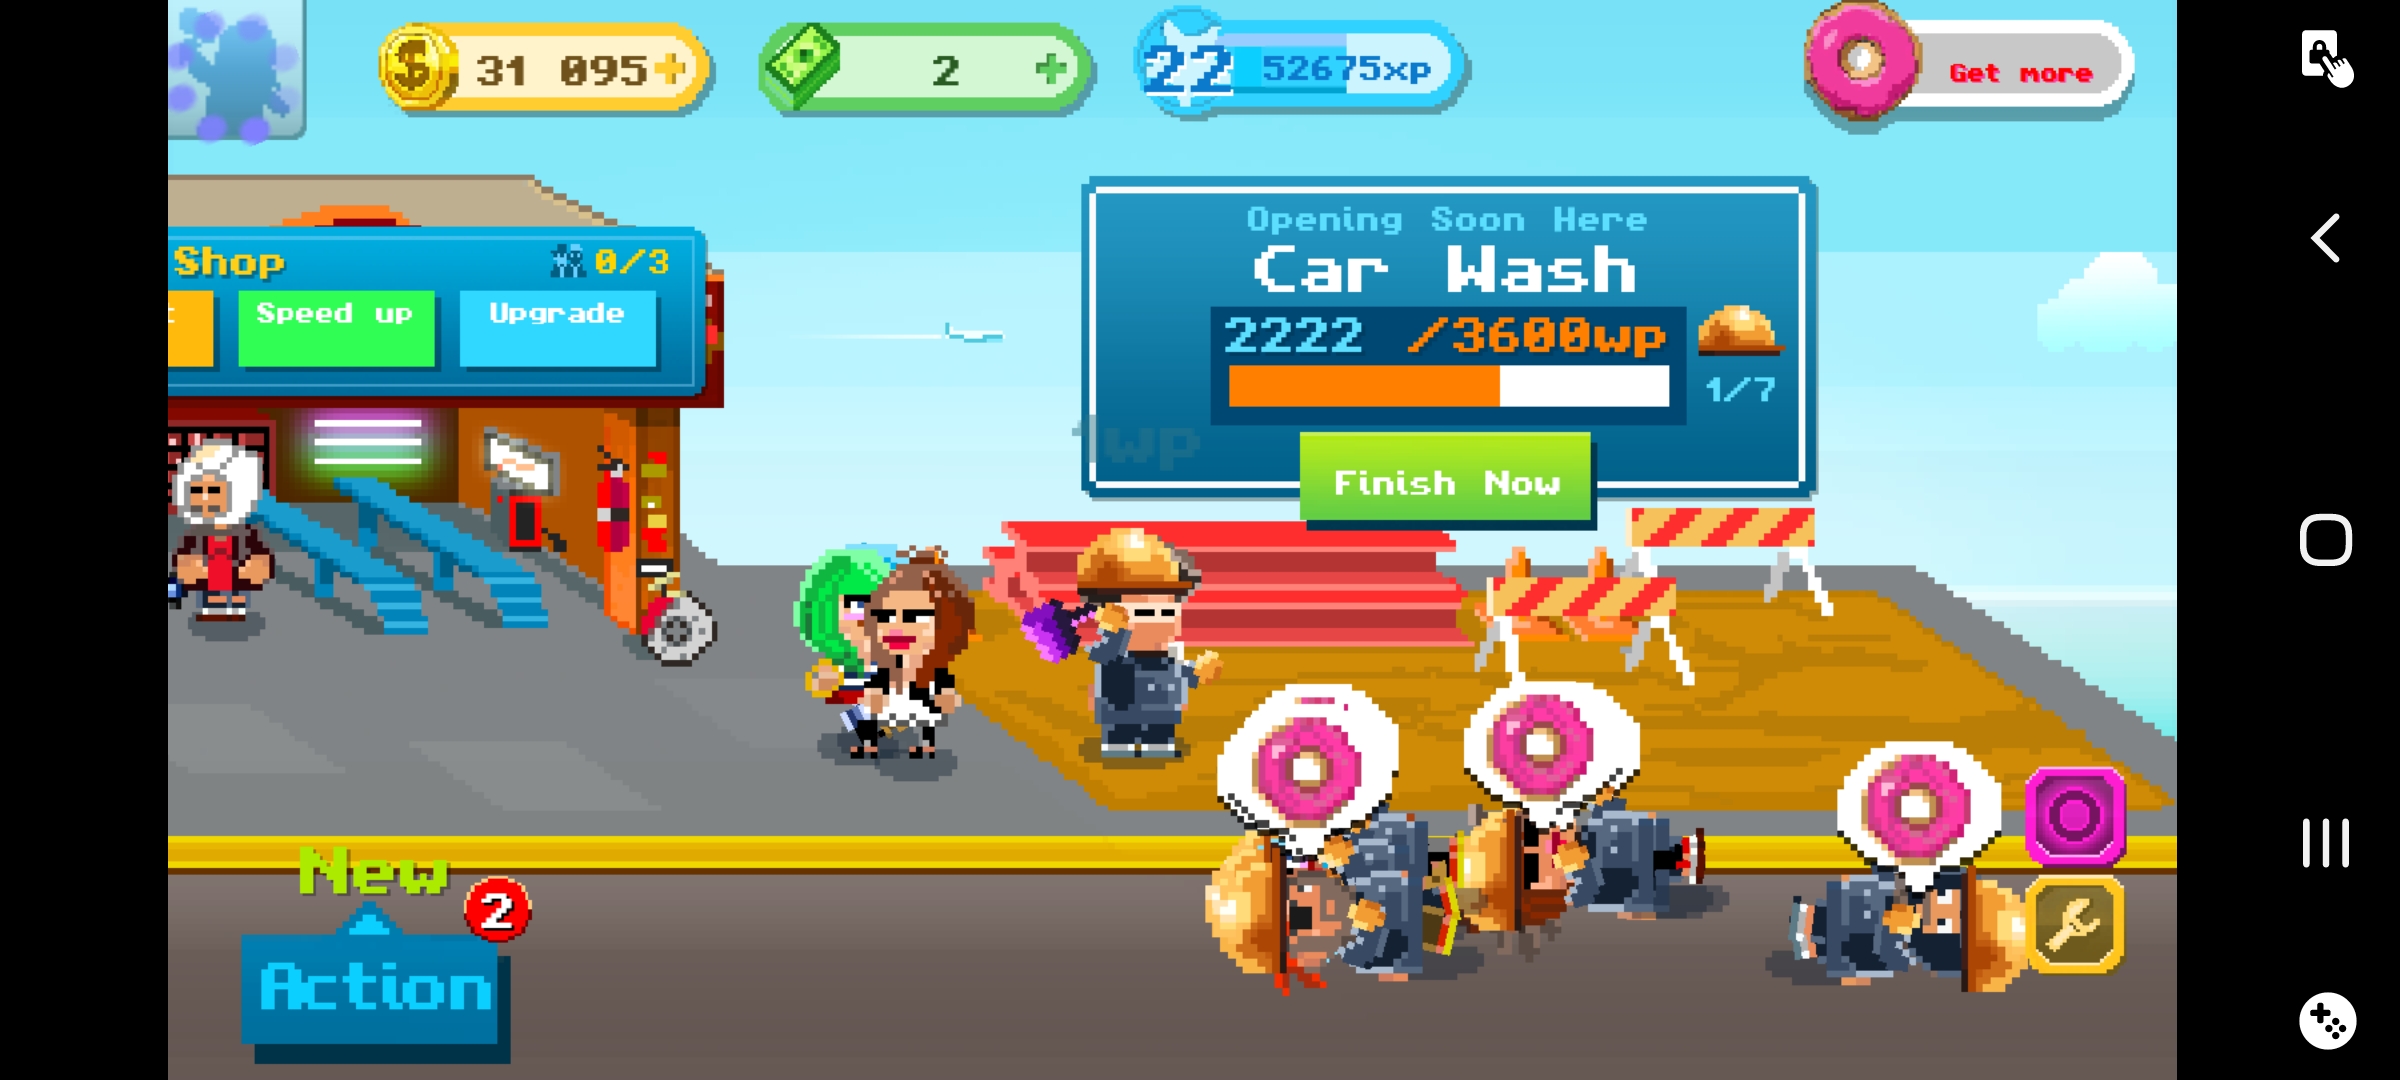 31 095
2
22
52675xp
Get more
Shop
0/3
Speed up
Upgrade
Opening Soon Here
Car Wash
2222 /3600wp
1/7
wp
Finish Now
New
2
Action